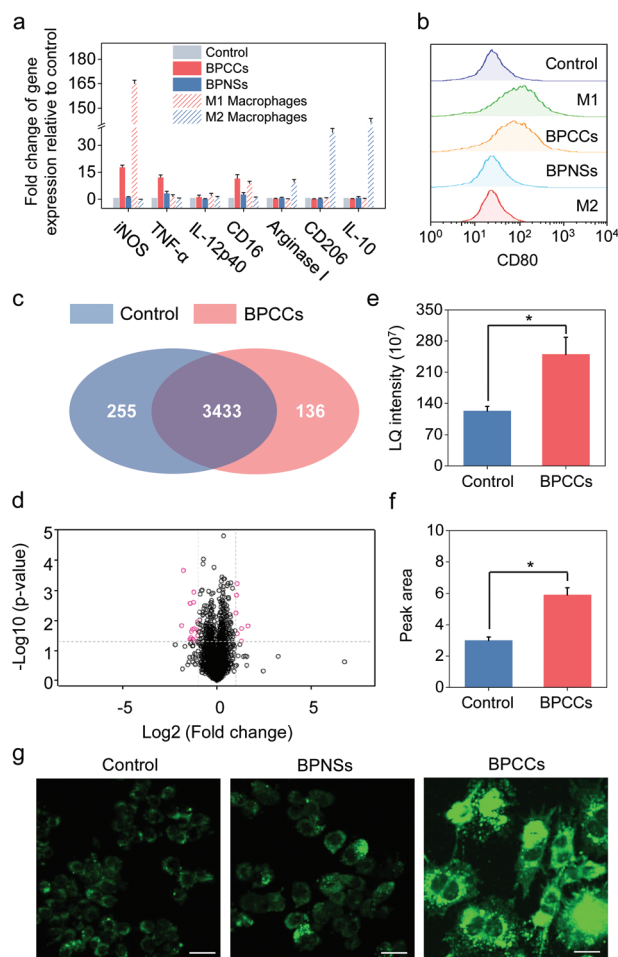 a
Fold change of gene
expression relative to control
180
165
150
30
15
0
Control
BPCCs
BPNSs
M1 Macrophages
M2 Macrophages
iNOS
TNF-α
IL-12p40
CD16
Arginase I
CD206
IL-10
b
Control
M1
BPCCs
BPNSs
M2
10⁰ 10¹ 10² 10³ 10⁴
CD80
c
Control BPCCs
255 3433 136
d
-Log10 (p-value)
5
4
3
2
1
0
-5 0 5
Log2 (Fold change)
e
LQ intensity (10⁷)
350
280
210
140
70
0
*
Control BPCCs
f
Peak area
10
8
6
4
2
0
*
Control BPCCs
g
Control BPNSs BPCCs